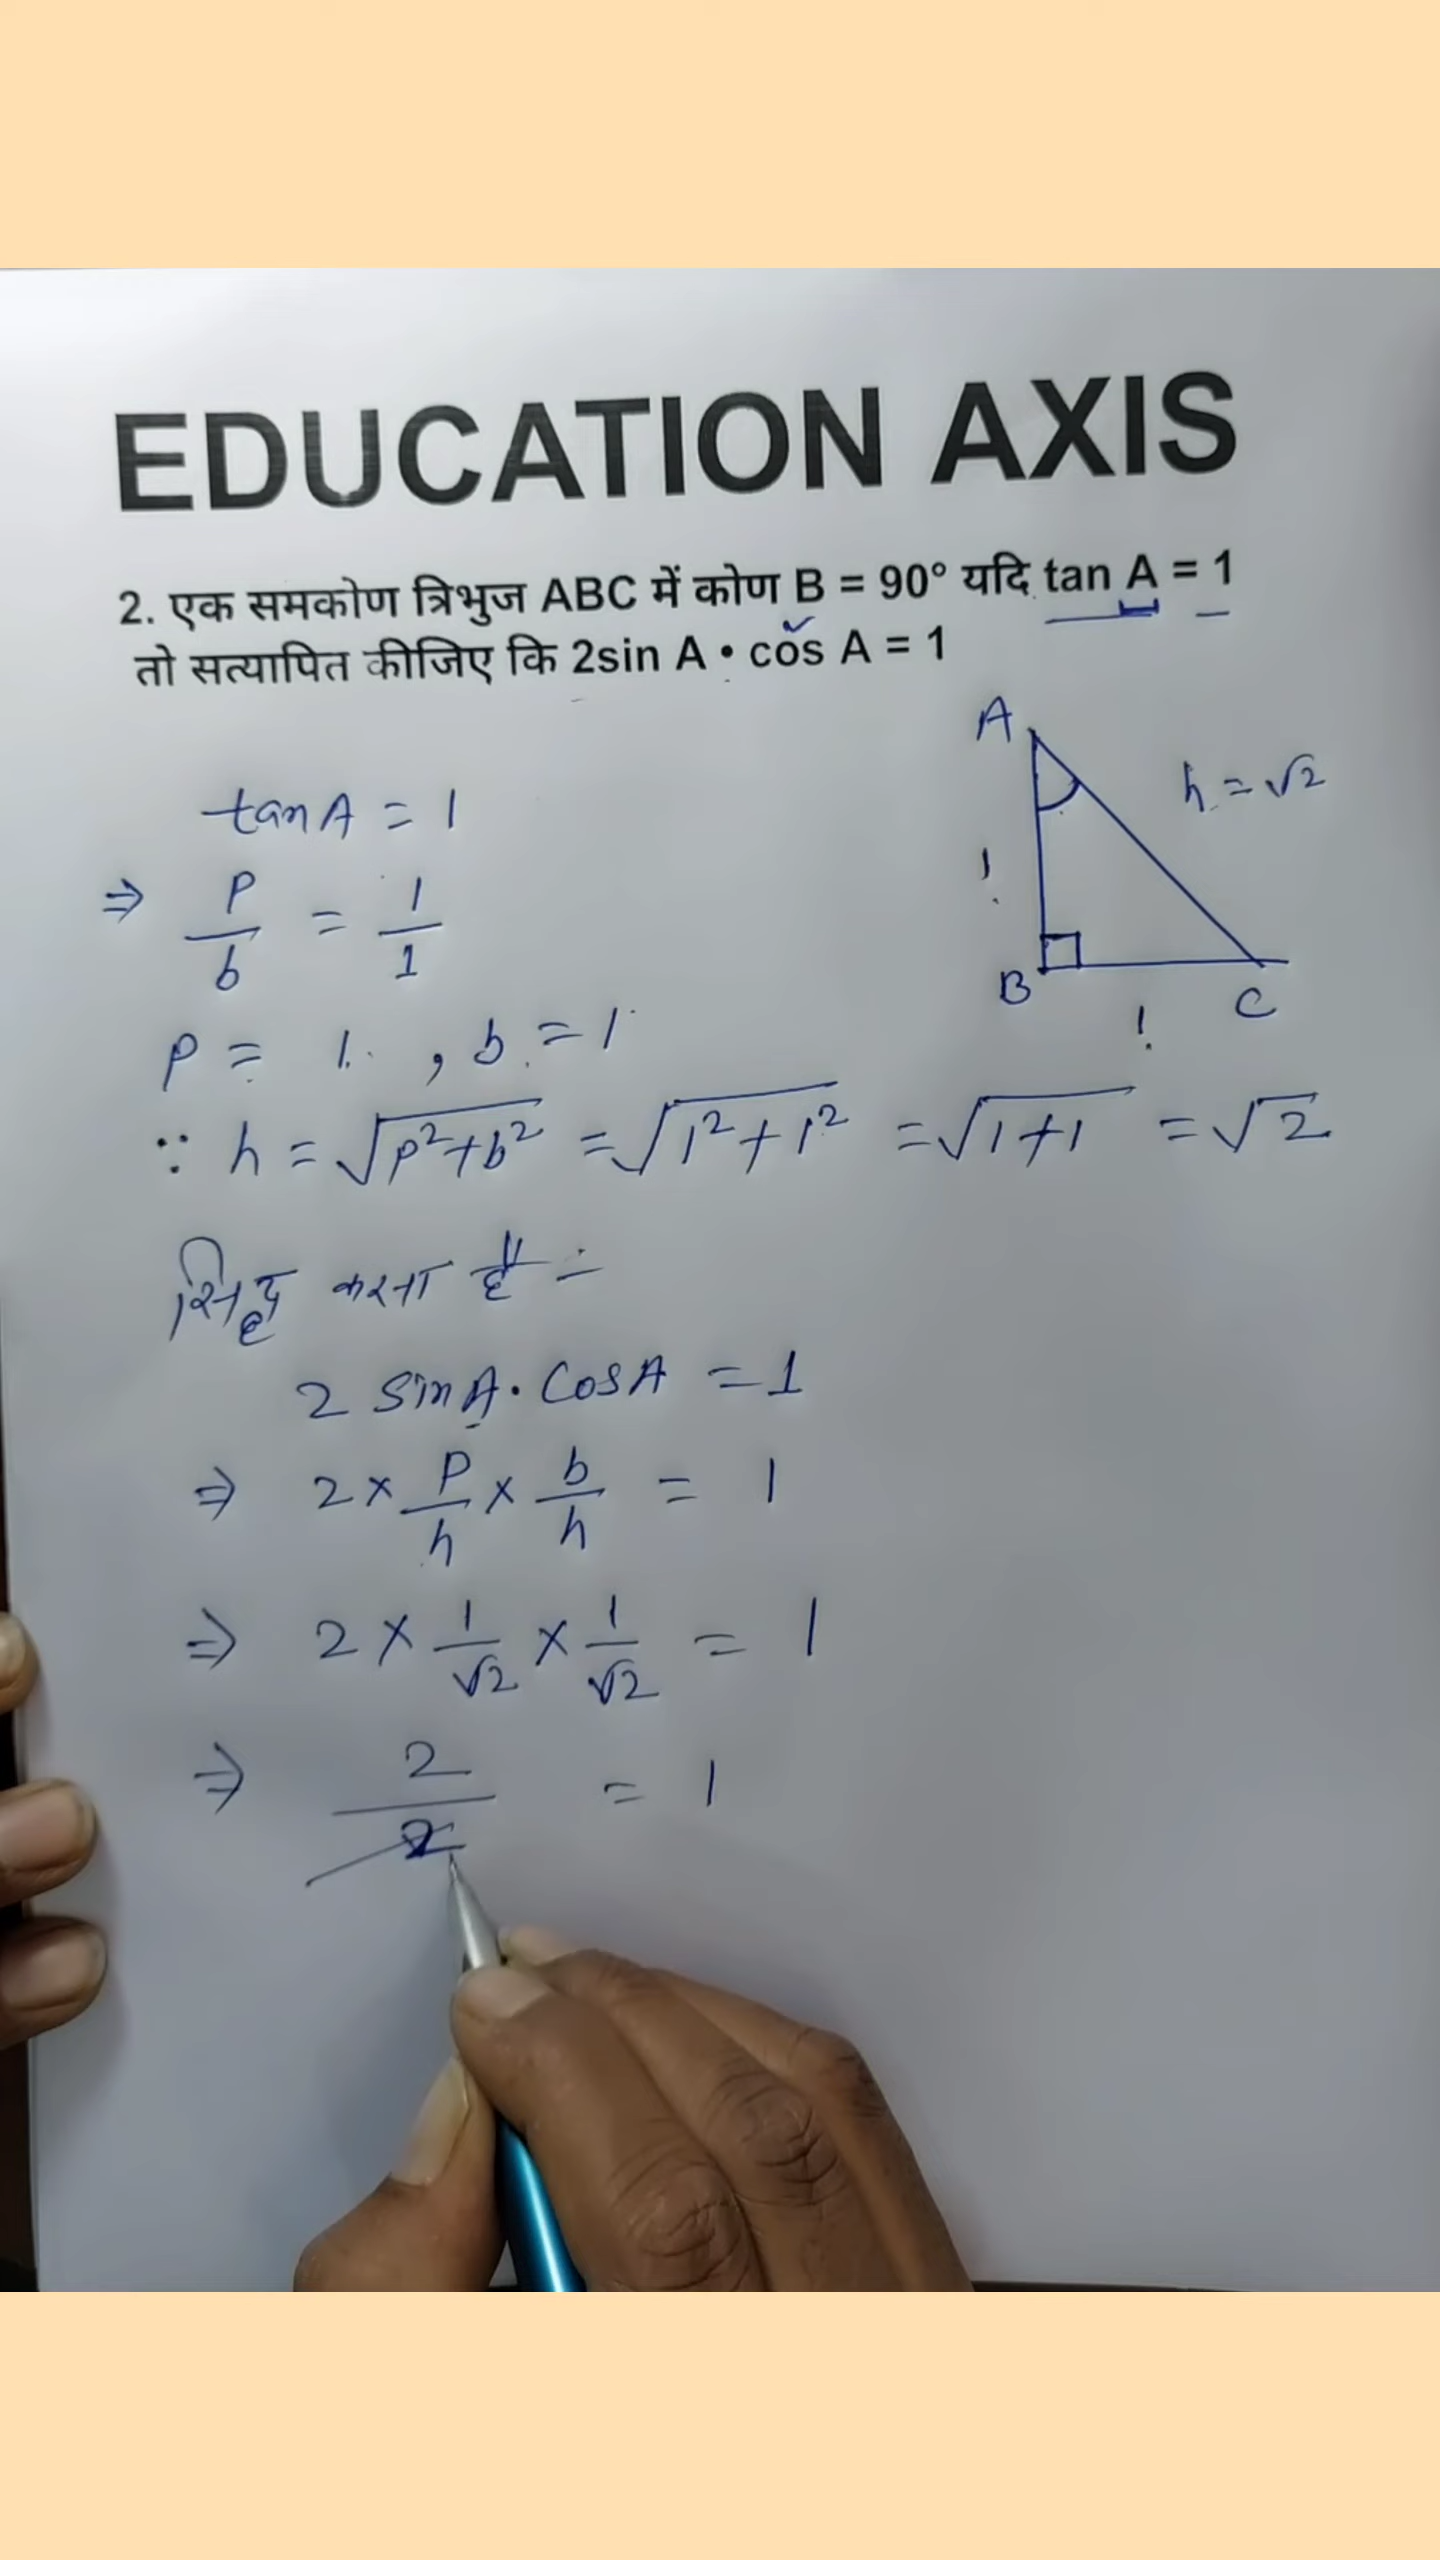 EDUCATION AXIS
2. एक समकोण त्रिभुज ABC में कोण B = 90° यदि tan A = 1
तो सत्यापित कीजिए कि 2sin A • cos A = 1
A
h = √2
1
B
C
1
tan A = 1
⇒ P/b = 1/1
P = 1, b = 1
∵ h = √(p²+b²) = √(1²+1²) = √(1+1) = √2
सिद्ध करना है =
2 sin A . cos A = 1
⇒ 2 × P/h × b/h = 1
⇒ 2 × 1/√2 × 1/√2 = 1
⇒ 2/2 = 1